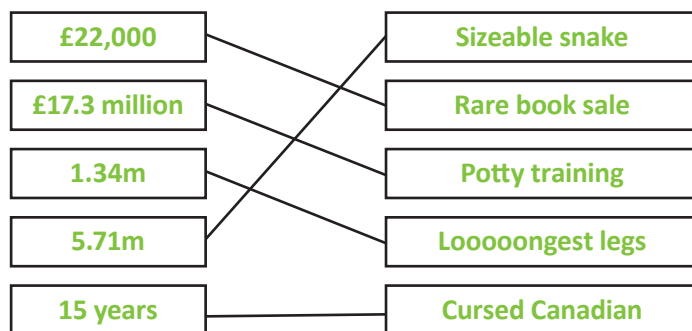 £22,000
Sizeable snake
£17.3 million
Rare book sale
1.34m
Potty training
5.71m
Looooongest legs
15 years
Cursed Canadian